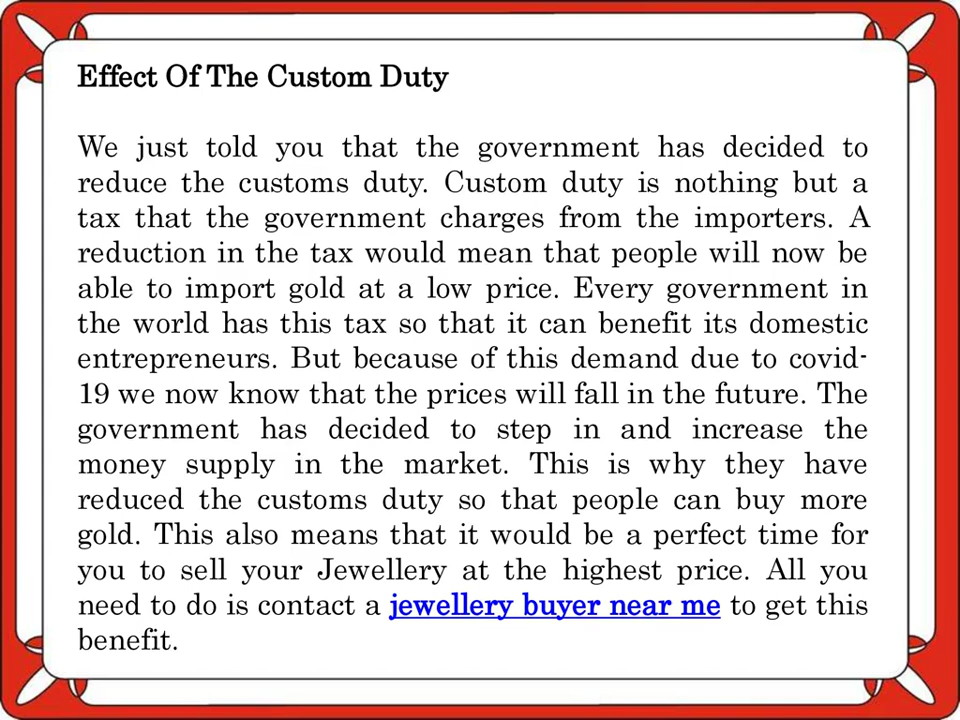 Effect Of The Custom Duty
We just told you that the government has decided to
reduce the customs duty. Custom duty is nothing but a
tax that the government charges from the importers. A
reduction in the tax would mean that people will now be
able to import gold at a low price. Every government in
the world has this tax so that it can benefit its domestic
entrepreneurs. But because of this demand due to covid-
19 we now know that the prices will fall in the future. The
government has decided to step in and increase the
money supply in the market. This is why they have
reduced the customs duty so that people can buy more
gold. This also means that it would be a perfect time for
you to sell your Jewellery at the highest price. All you
need to do is contact a jewellery buyer near me to get this
benefit.